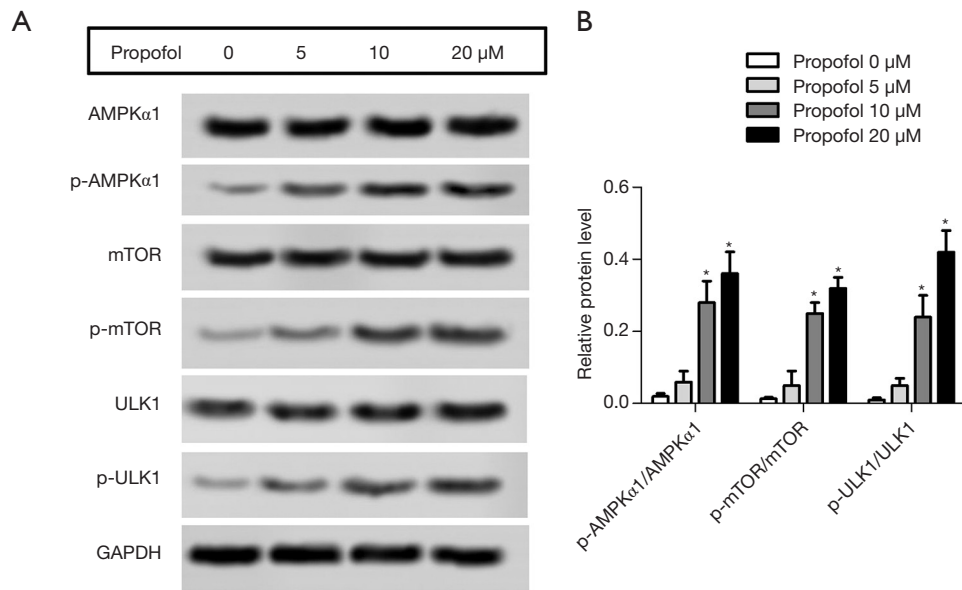 A
Propofol 0 5 10 20 µM
AMPKα1
p-AMPKα1
mTOR
p-mTOR
ULK1
p-ULK1
GAPDH
B
Propofol 0 µM
Propofol 5 µM
Propofol 10 µM
Propofol 20 µM
Relative protein level
0.6
0.4
0.2
0.0
* *
* *
* *
p-AMPKα1/AMPKα1
p-mTOR/mTOR
p-ULK1/ULK1